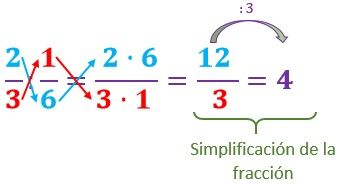 :3
2/3 : 1/6 = 2 · 6/3 · 1 = 12/3 = 4
Simplificación de la
fracción